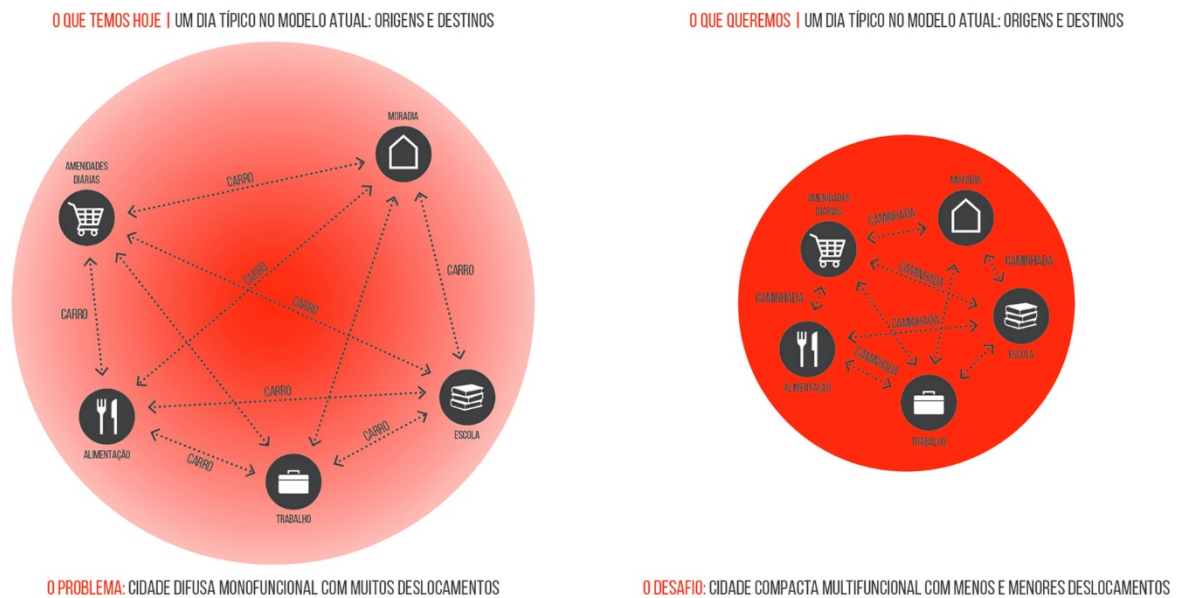 O QUE TEMOS HOJE | UM DIA TÍPICO NO MODELO ATUAL: ORIGENS E DESTINOS
MORADIA
AMENIDADES
DIÁRIAS
CARRO
CARRO
CARRO
CARRO
CARRO
CARRO
CARRO
CARRO
ALIMENTAÇÃO
ESCOLA
TRABALHO
O PROBLEMA: CIDADE DIFUSA MONOFUNCIONAL COM MUITOS DESLOCAMENTOS
O QUE QUEREMOS | UM DIA TÍPICO NO MODELO ATUAL: ORIGENS E DESTINOS
MORADIA
AMENIDADES
DIÁRIAS
CAMINHADA
CAMINHADA
CAMINHADA
CAMINHADA
CAMINHADA
CAMINHADA
ESCOLA
ALIMENTAÇÃO
TRABALHO
O DESAFIO: CIDADE COMPACTA MULTIFUNCIONAL COM MENOS E MENORES DESLOCAMENTOS